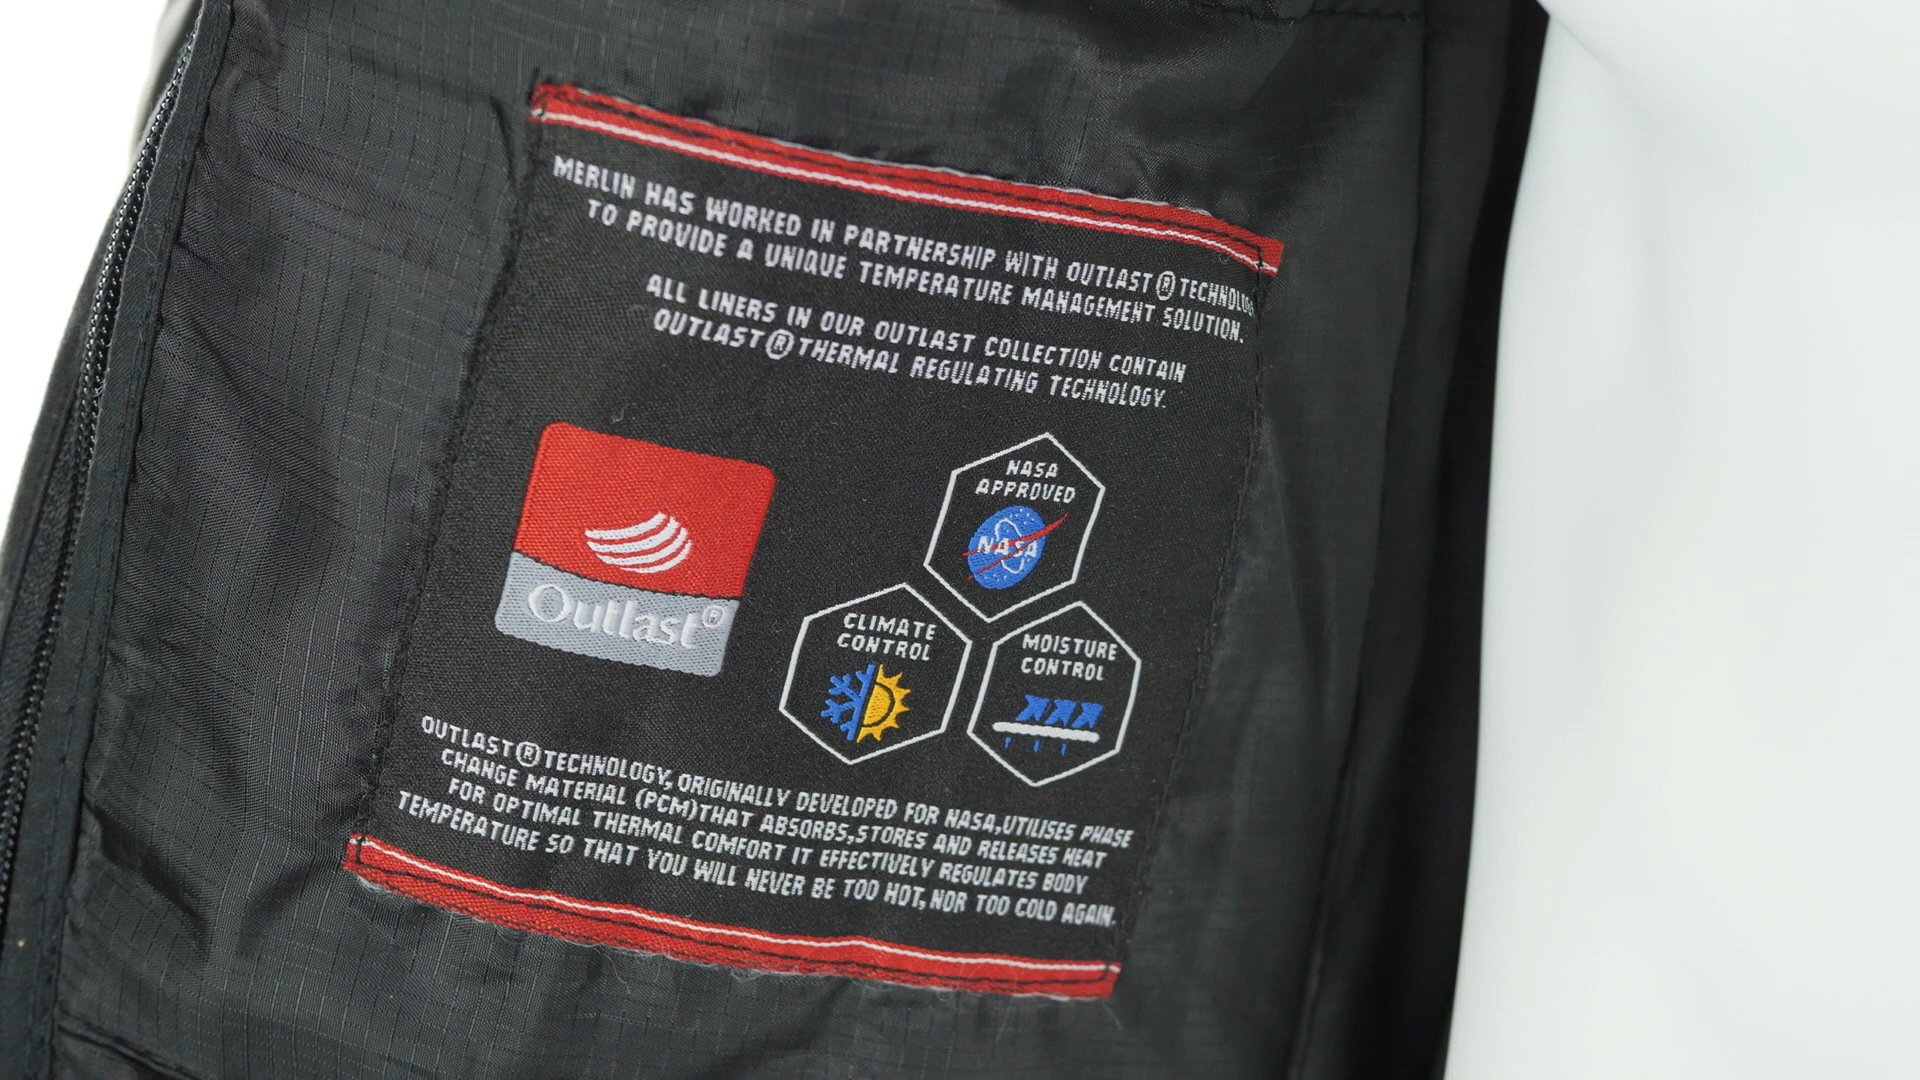 MERLIN HAS WORKED IN PARTNERSHIP WITH OUTLAST® TECHNOLOGY
TO PROVIDE A UNIQUE TEMPERATURE MANAGEMENT SOLUTION.
ALL LINERS IN OUR OUTLAST COLLECTION CONTAIN
OUTLAST® THERMAL REGULATING TECHNOLOGY.
Outlast®
NASA
APPROVED
NASA
CLIMATE
CONTROL
MOISTURE
CONTROL
OUTLAST® TECHNOLOGY, ORIGINALLY DEVELOPED FOR NASA, UTILISES PHASE
CHANGE MATERIAL (PCM) THAT ABSORBS, STORES AND RELEASES HEAT
FOR OPTIMAL THERMAL COMFORT IT EFFECTIVELY REGULATES BODY
TEMPERATURE SO THAT YOU WILL NEVER BE TOO HOT, NOR TOO COLD AGAIN.